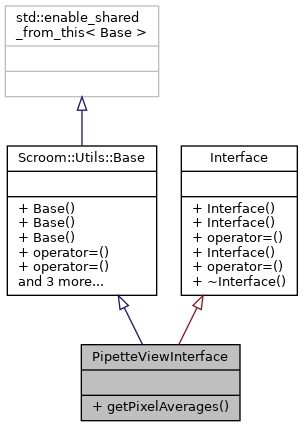 std::enable_shared
_from_this< Base >
Scroom::Utils::Base
+ Base()
+ Base()
+ Base()
+ operator=()
+ operator=()
and 3 more...
Interface
+ Interface()
+ Interface()
+ operator=()
+ Interface()
+ operator=()
+ ~Interface()
PipetteViewInterface
+ getPixelAverages()